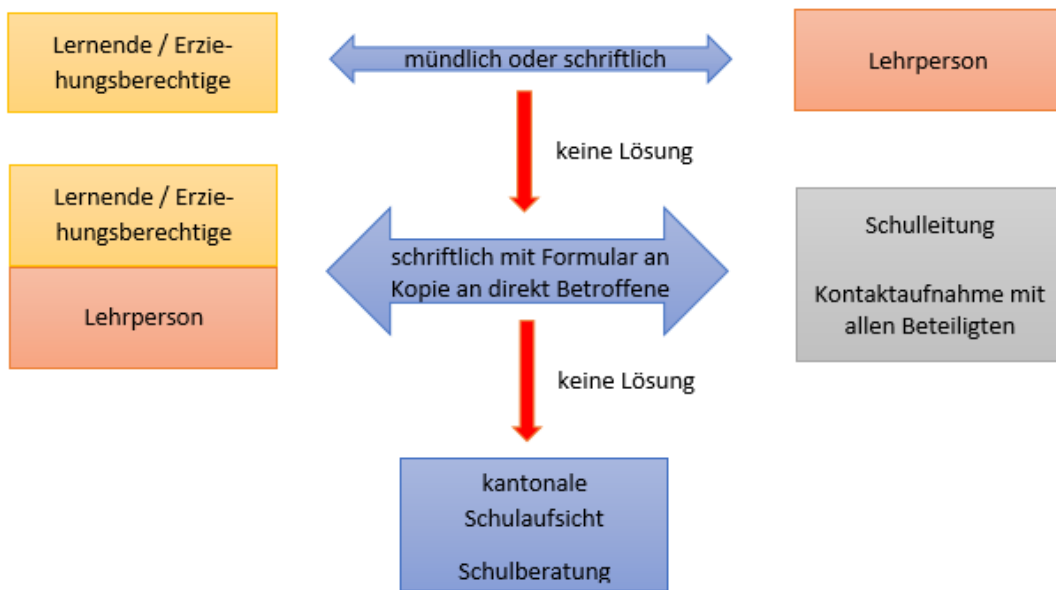 Lernende / Erzie-
hungsberechtige
mündlich oder schriftlich
Lehrperson
keine Lösung
Lernende / Erzie-
hungsberechtige
Lehrperson
schriftlich mit Formular an
Kopie an direkt Betroffene
Schulleitung
Kontaktaufnahme mit
allen Beteiligten
keine Lösung
kantonale
Schulaufsicht
Schulberatung